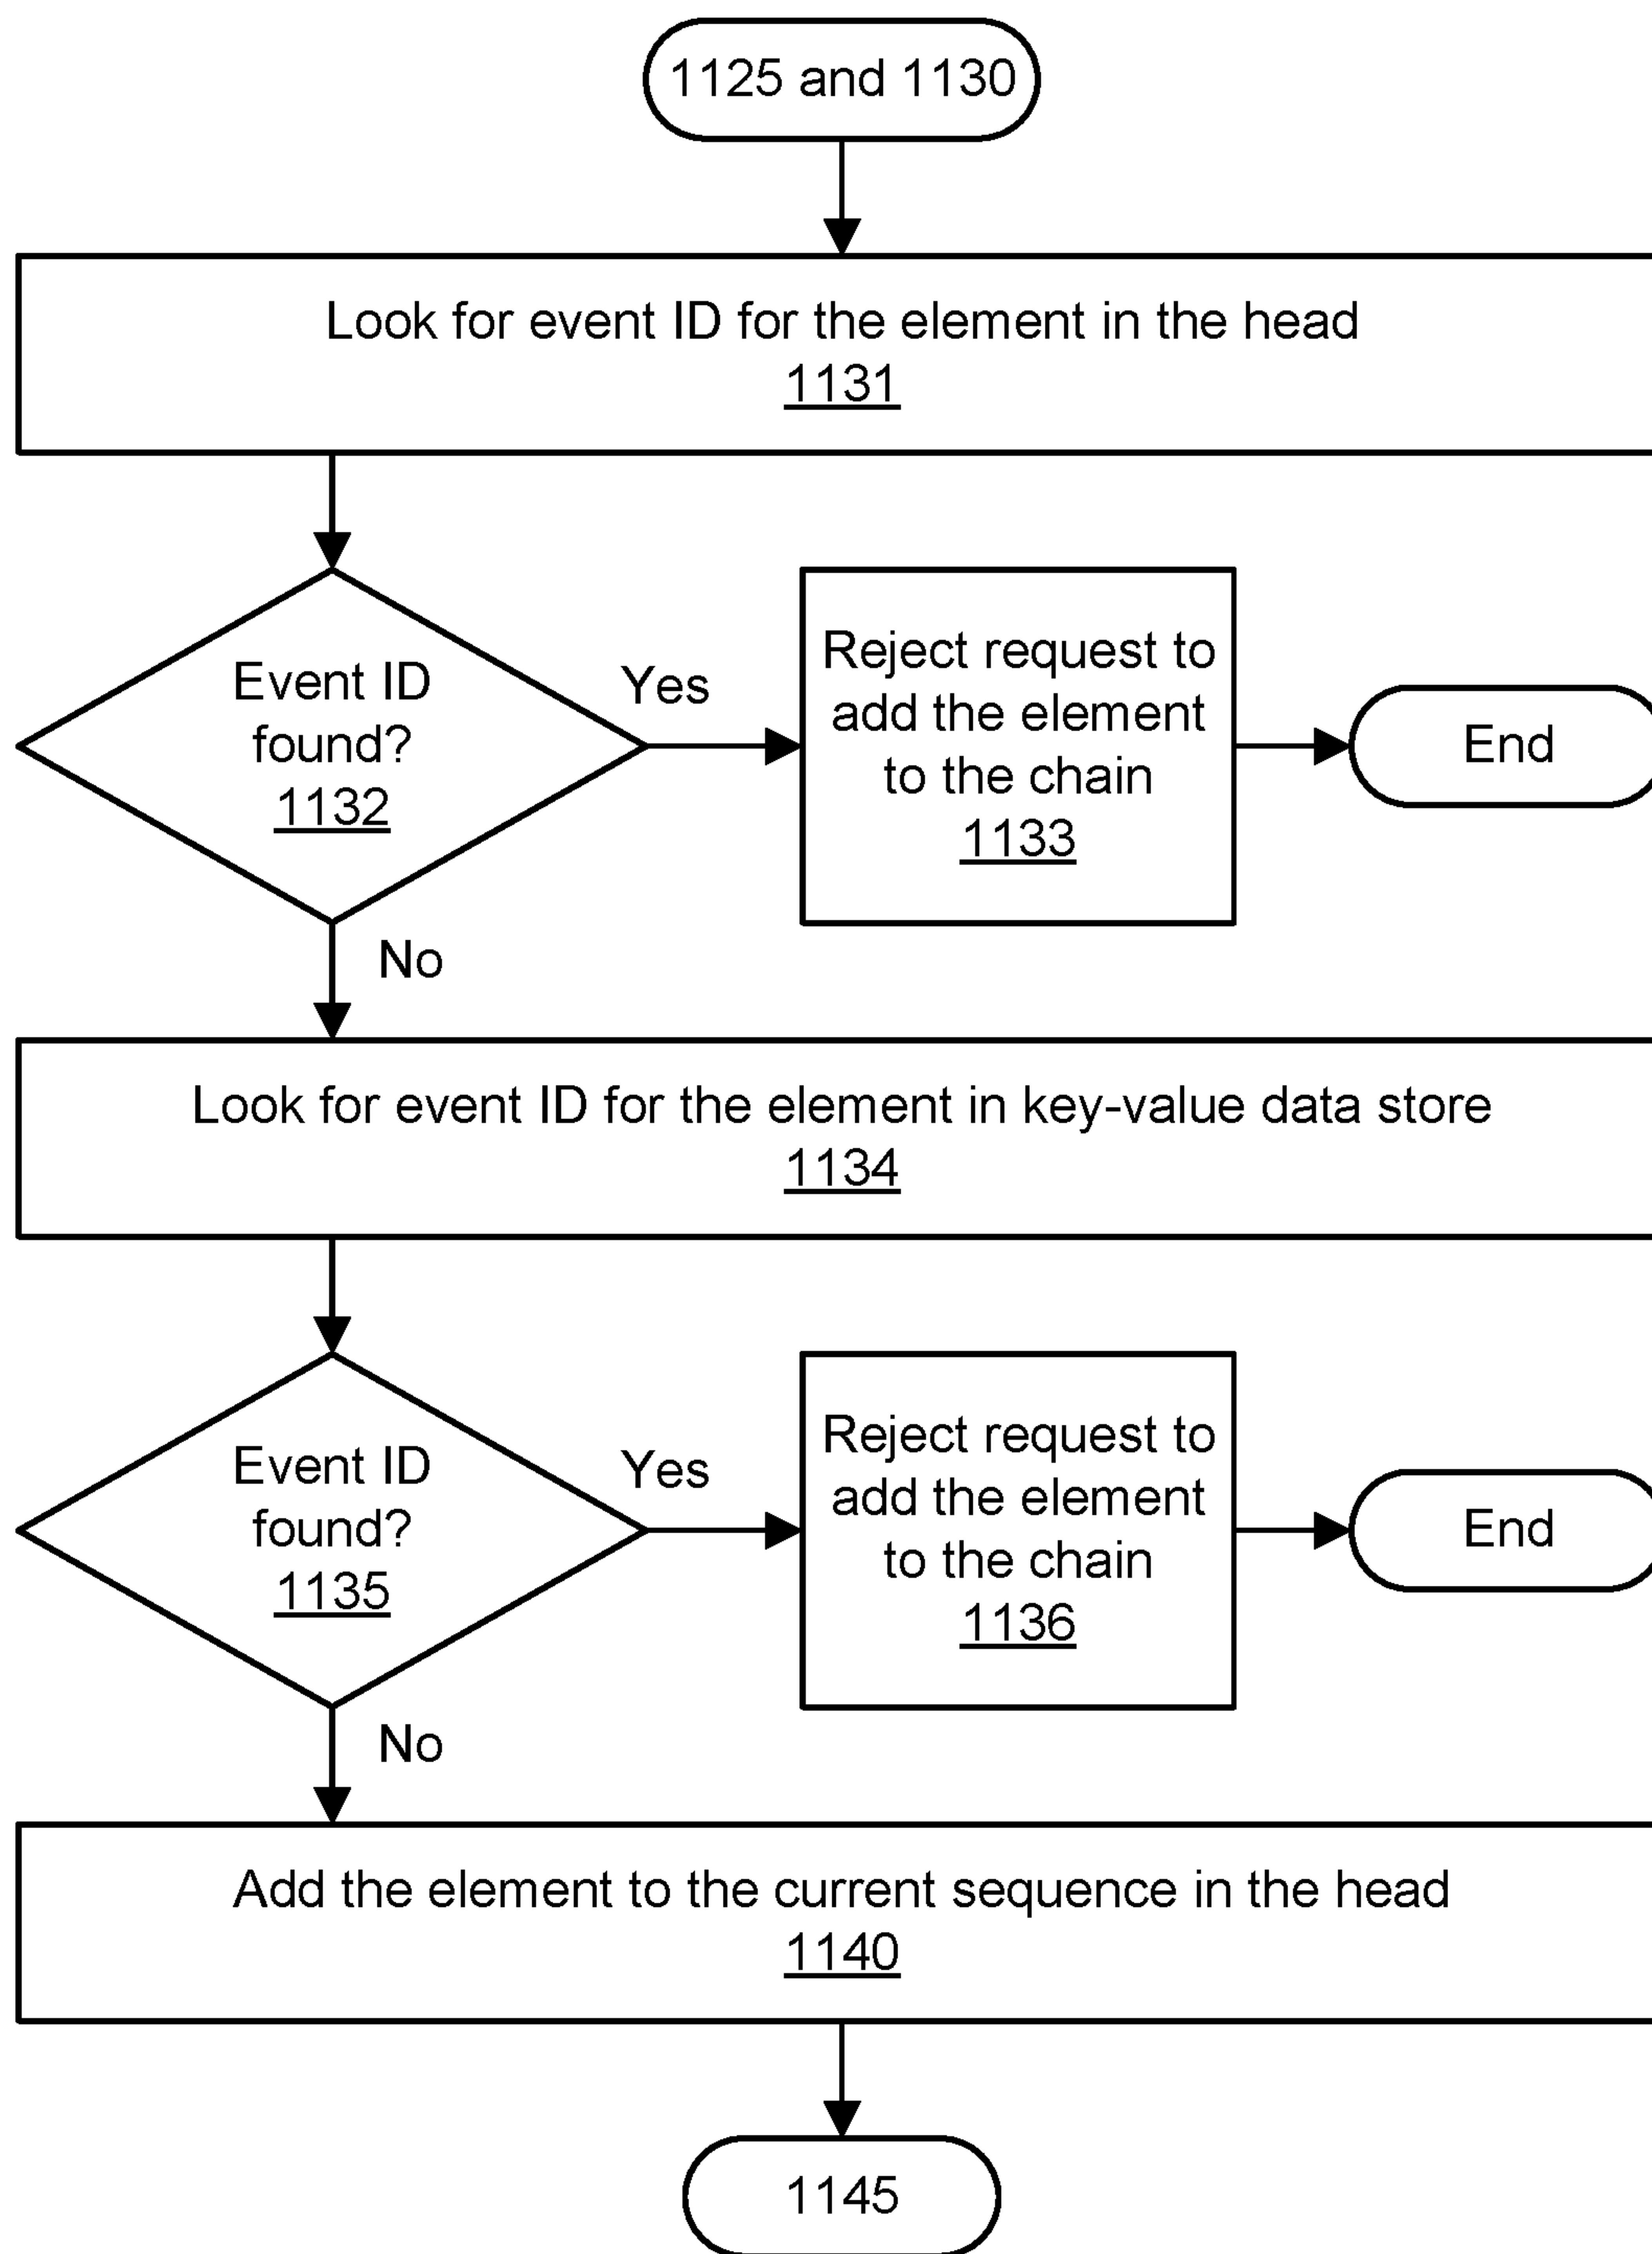 1125 and 1130
Look for event ID for the element in the head
1131
Event ID
found?
1132
Yes
Reject request to
add the element
to the chain
1133
End
No
Look for event ID for the element in key-value data store
1134
Event ID
found?
1135
Yes
Reject request to
add the element
to the chain
1136
End
No
Add the element to the current sequence in the head
1140
1145